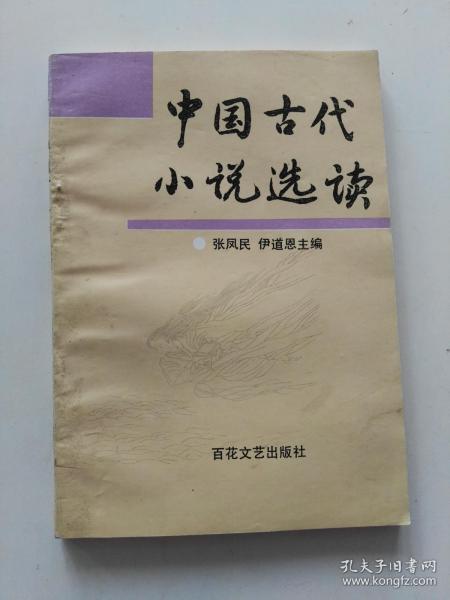 中国古代
小说选读
张凤民 伊道恩主编
百花文艺出版社
孔夫子旧书网
www.kongfz.com